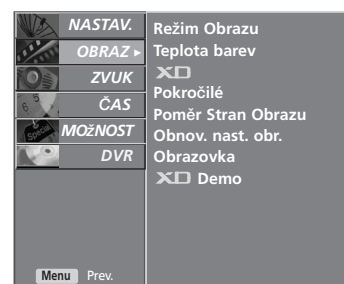 NASTAV.
OBRAZ ▸
ZVUK
ČAS
MOžNOST
DVR
Menu Prev.
Režim Obrazu
Teplota barev
XD
Pokročilé
Poměr Stran Obrazu
Obnov. nast. obr.
Obrazovka
XD Demo